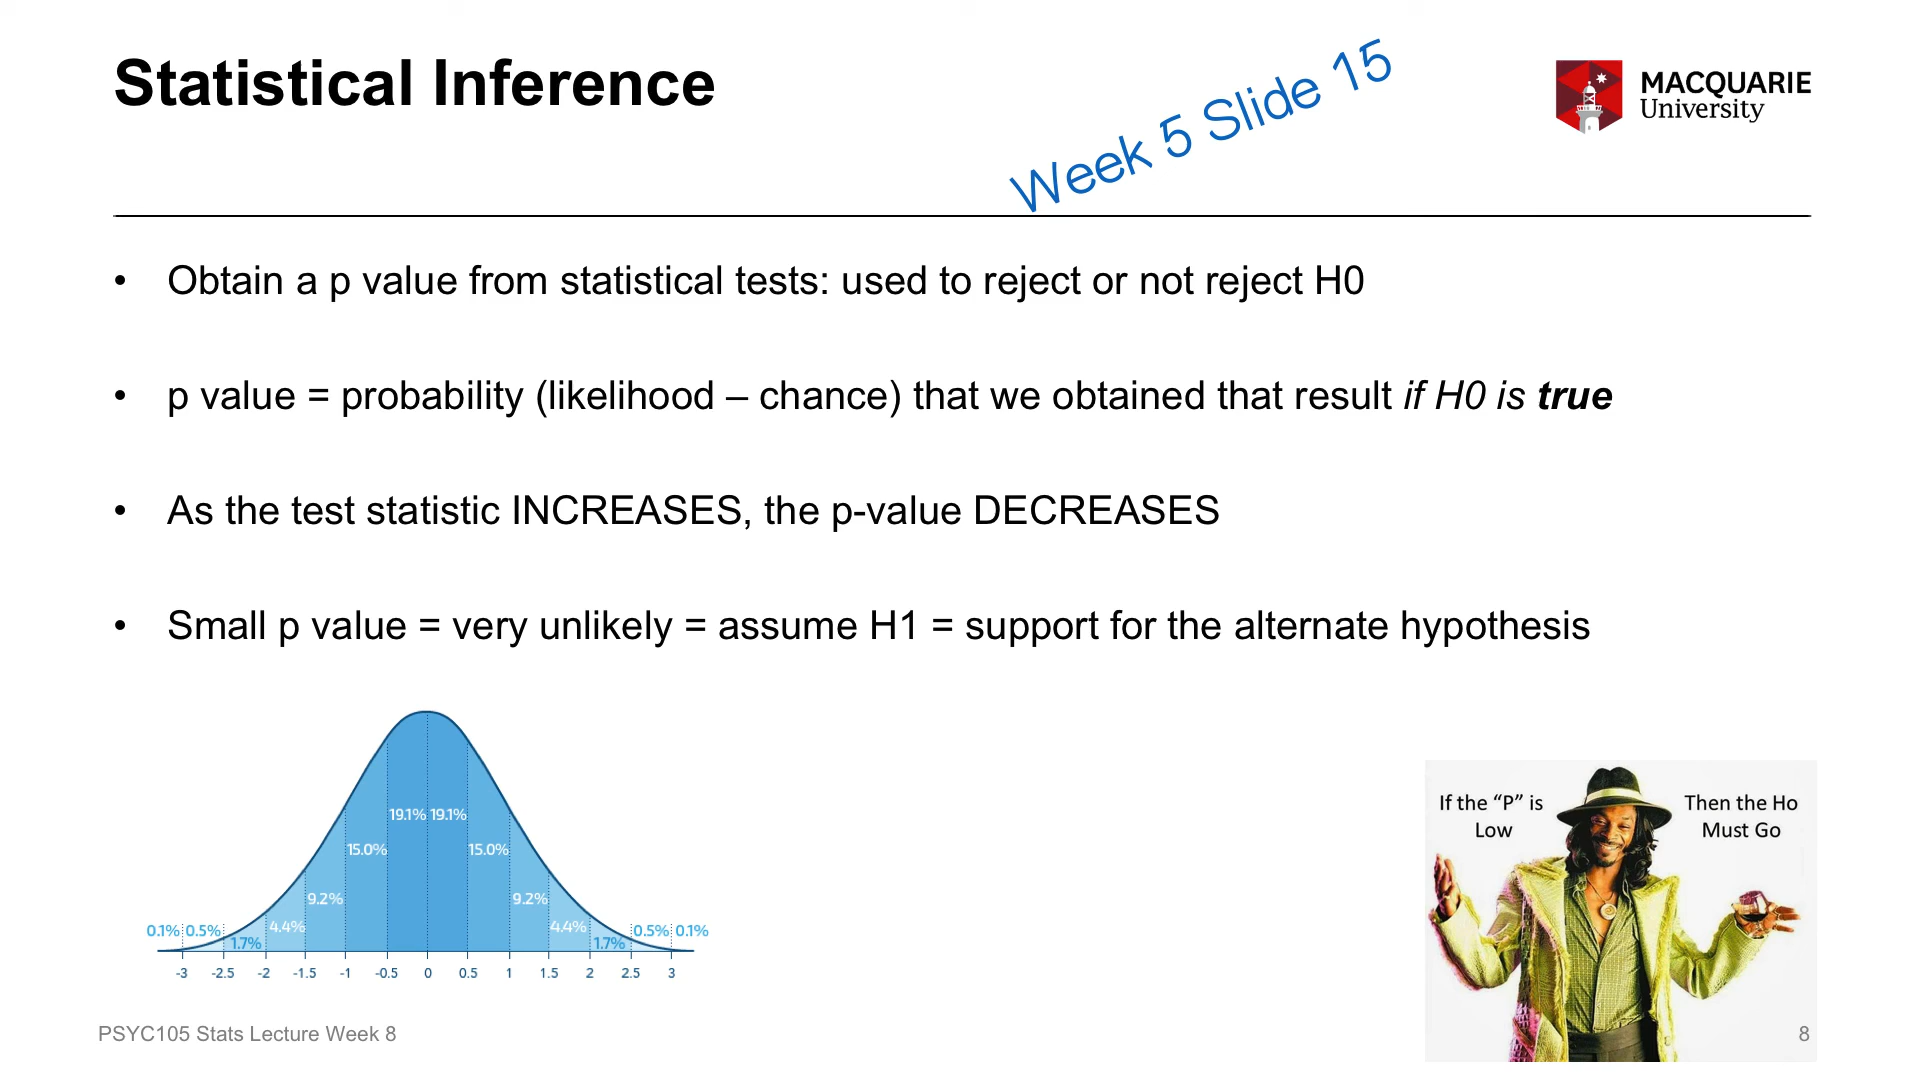 Statistical Inference
Week 5 Slide 15
MACQUARIE
University
• Obtain a p value from statistical tests: used to reject or not reject H0
• p value = probability (likelihood – chance) that we obtained that result if H0 is true
• As the test statistic INCREASES, the p-value DECREASES
• Small p value = very unlikely = assume H1 = support for the alternate hypothesis
19.1% 19.1%
15.0% 15.0%
9.2% 9.2%
0.1% 0.5% 4.4% 4.4% 0.5% 0.1%
1.7% 1.7%
-3 -2.5 -2 -1.5 -1 -0.5 0 0.5 1 1.5 2 2.5 3
If the “P” is
Low
Then the Ho
Must Go
PSYC105 Stats Lecture Week 8
8